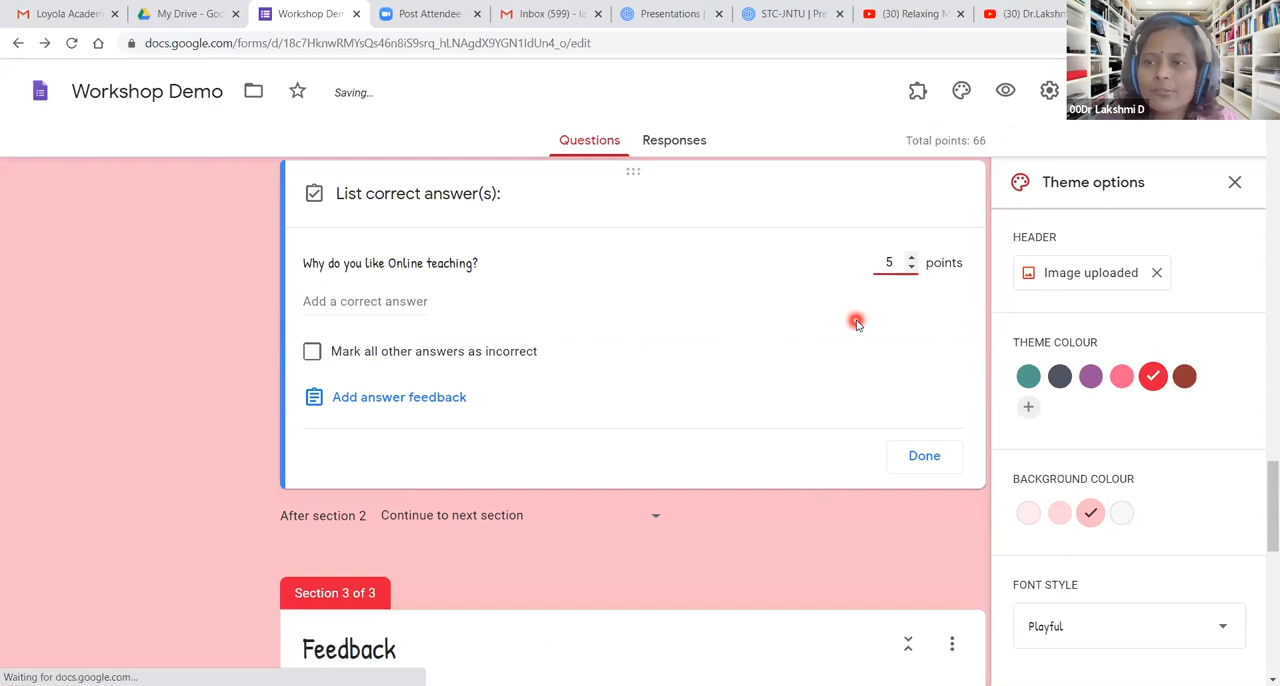 Loyola Academ
My Drive - Goo
Workshop Dem
Post Attendee
Inbox (599) - la
Presentations |
STC-JNTU | Pre
(30) Relaxing M
(30) Dr.Lakshm
docs.google.com/forms/d/18c7HknwRMYsQs46n8iS9srq_hLNAgdX9YGN1IdUn4_o/edit
00Dr Lakshmi D
Workshop Demo
Saving...
Questions
Responses
Total points: 66
List correct answer(s):
Why do you like Online teaching?
5
points
Add a correct answer
Mark all other answers as incorrect
Add answer feedback
Done
After section 2
Continue to next section
Section 3 of 3
Feedback
Theme options
HEADER
Image uploaded
THEME COLOUR
BACKGROUND COLOUR
FONT STYLE
Playful
Waiting for docs.google.com...